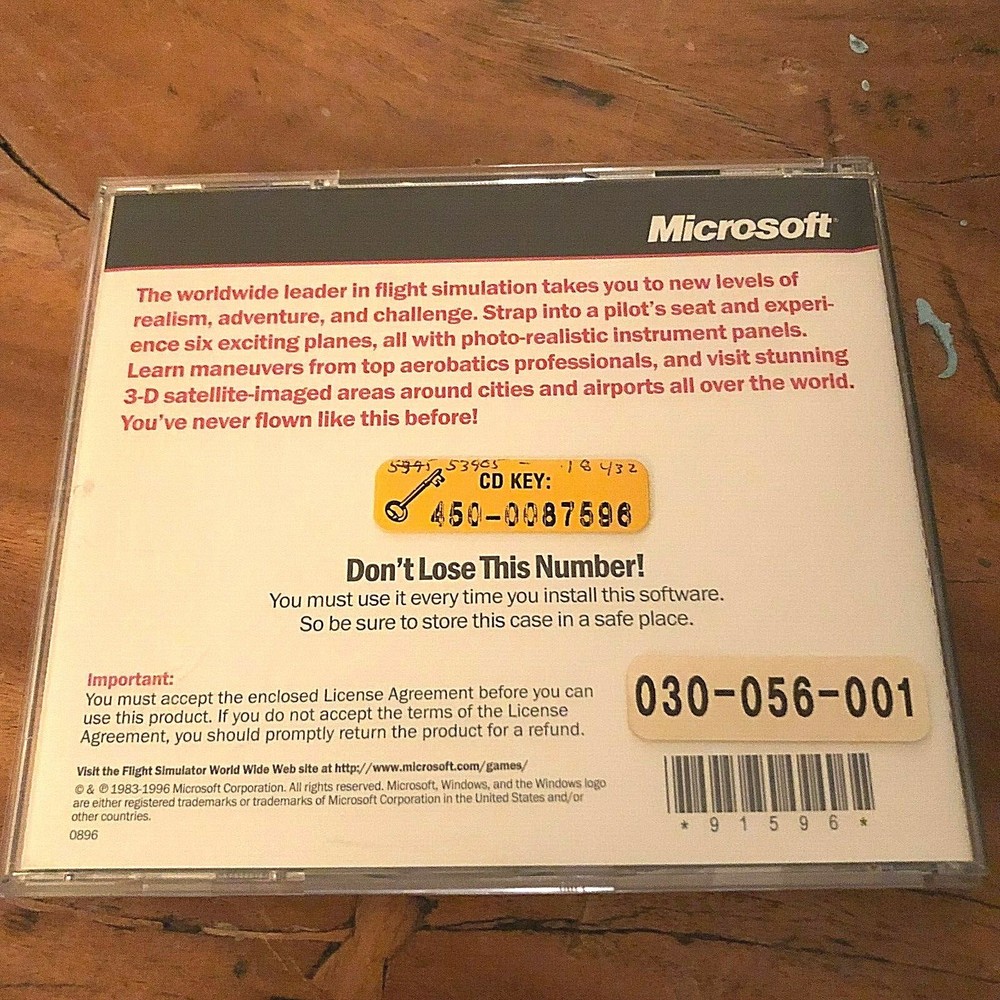 Microsoft
The worldwide leader in flight simulation takes you to new levels of
realism, adventure, and challenge. Strap into a pilot's seat and experi-
ence six exciting planes, all with photo-realistic instrument panels.
Learn maneuvers from top aerobatics professionals, and visit stunning
3-D satellite-imaged areas around cities and airports all over the world.
You've never flown like this before!
18432
CD KEY:
450-0087596
Don't Lose This Number!
You must use it every time you install this software.
So be sure to store this case in a safe place.
Important:
You must accept the enclosed License Agreement before you can
use this product. If you do not accept the terms of the License
Agreement, you should promptly return the product for a refund.
030-056-001
Visit the Flight Simulator World Wide Web site at http://www.microsoft.com/games/
© & ℗ 1983-1996 Microsoft Corporation. All rights reserved. Microsoft, Windows, and the Windows logo
are either registered trademarks or trademarks of Microsoft Corporation in the United States and/or
other countries.
0896
*91596*